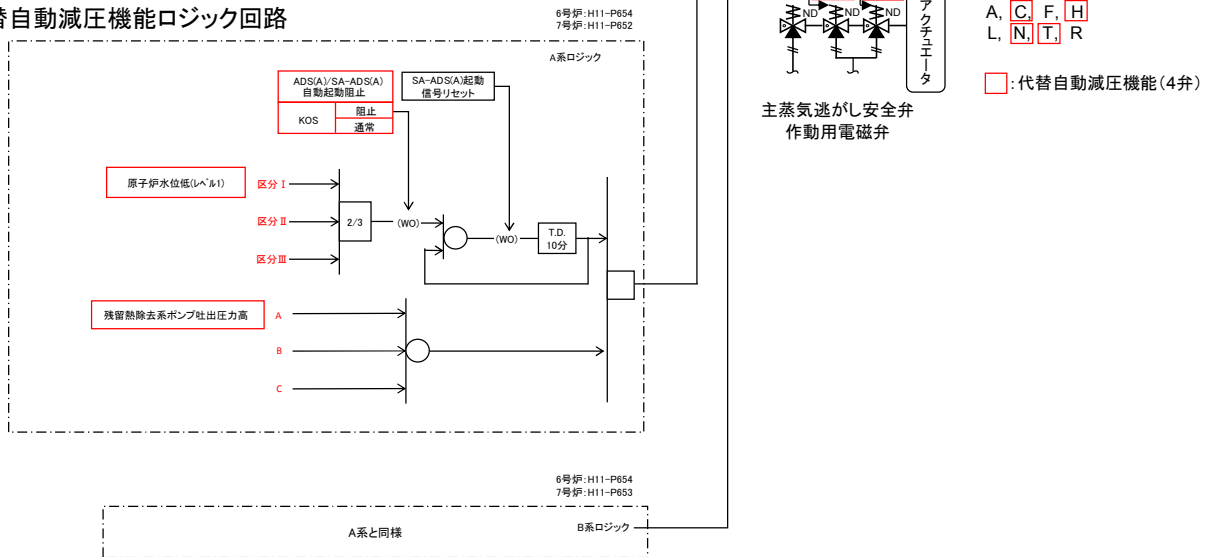 替自動減圧機能ロジック回路
6号炉:H11-P654
7号炉:H11-P652
A系ロジック
ADS(A)/SA-ADS(A)
自動起動阻止
KOS
阻止
通常
SA-ADS(A)起動
信号リセット
原子炉水位低(レベル1)
区分Ⅰ
区分Ⅱ
区分Ⅲ
2/3
(WO)
(WO)
T.D.
10分
残留熱除去系ポンプ吐出圧力高
A
B
C
6号炉:H11-P654
7号炉:H11-P653
A系と同様
B系ロジック
ND
ND
ND
アクチュエータ
主蒸気逃がし安全弁
作動用電磁弁
A, C, F, H
L, N, T, R
:代替自動減圧機能(4弁)